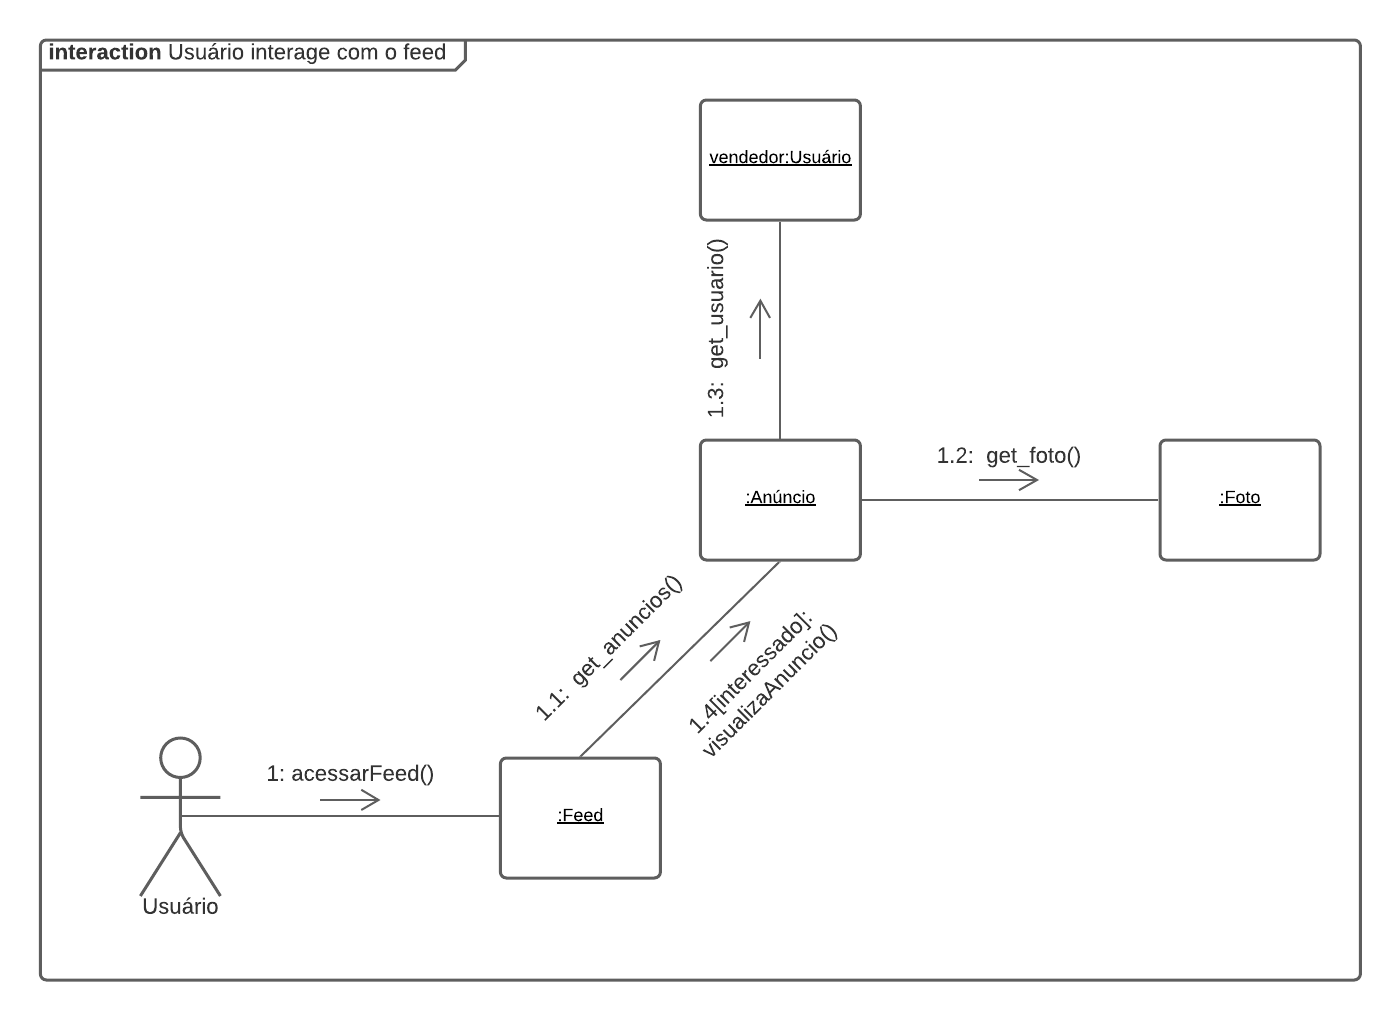 interaction Usuário interage com o feed
vendedor:Usuário
1.3: get_usuario()
1.2: get_foto()
:Anúncio
:Foto
1.1: get_anuncios()
1.4[interessado]:
visualizaAnuncio()
1: acessarFeed()
:Feed
Usuário